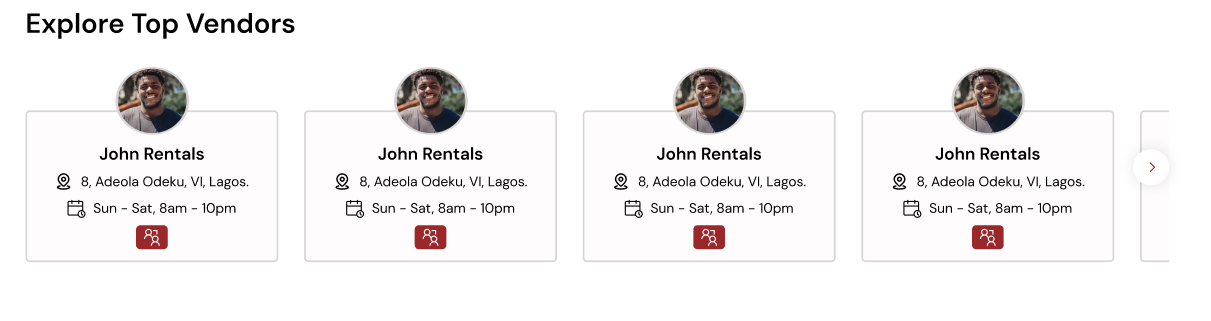 Explore Top Vendors
John Rentals
8, Adeola Odeku, VI, Lagos.
Sun - Sat, 8am - 10pm
John Rentals
8, Adeola Odeku, VI, Lagos.
Sun - Sat, 8am - 10pm
John Rentals
8, Adeola Odeku, VI, Lagos.
Sun - Sat, 8am - 10pm
John Rentals
8, Adeola Odeku, VI, Lagos.
Sun - Sat, 8am - 10pm